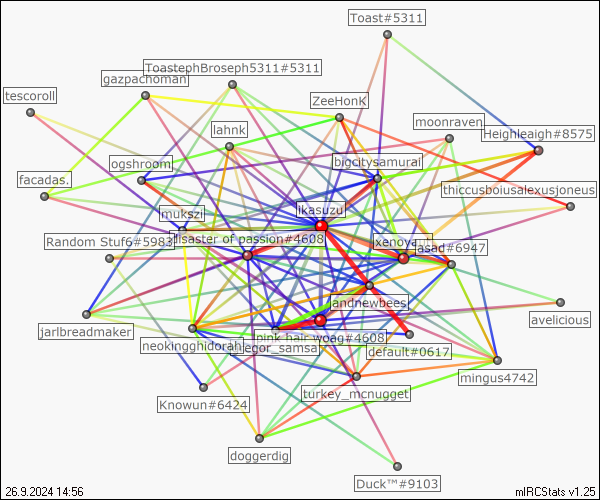 Toast#5311
ToastephBroseph5311#5311
gazpachoman
tescoroll
ZeeHonK
moonraven
lahnk
Heighleaigh#8575
ogshroom
bigcitysamurai
facadas.
thiccusboiusalexusjoneus
mukszi
ikasuzu
disaster of passion#4608
Random Stuf6#5983
xenoya_t
asad#6947
andnewbees
avelicious
jarlbreadmaker
neokingghidorah
pink hair woag#4608
gregor_samsa
default#0617
mingus4742
turkey_mcnugget
Knowun#6424
doggerdig
Duck™#9103
26.9.2024 14:56
mIRCStats v1.25